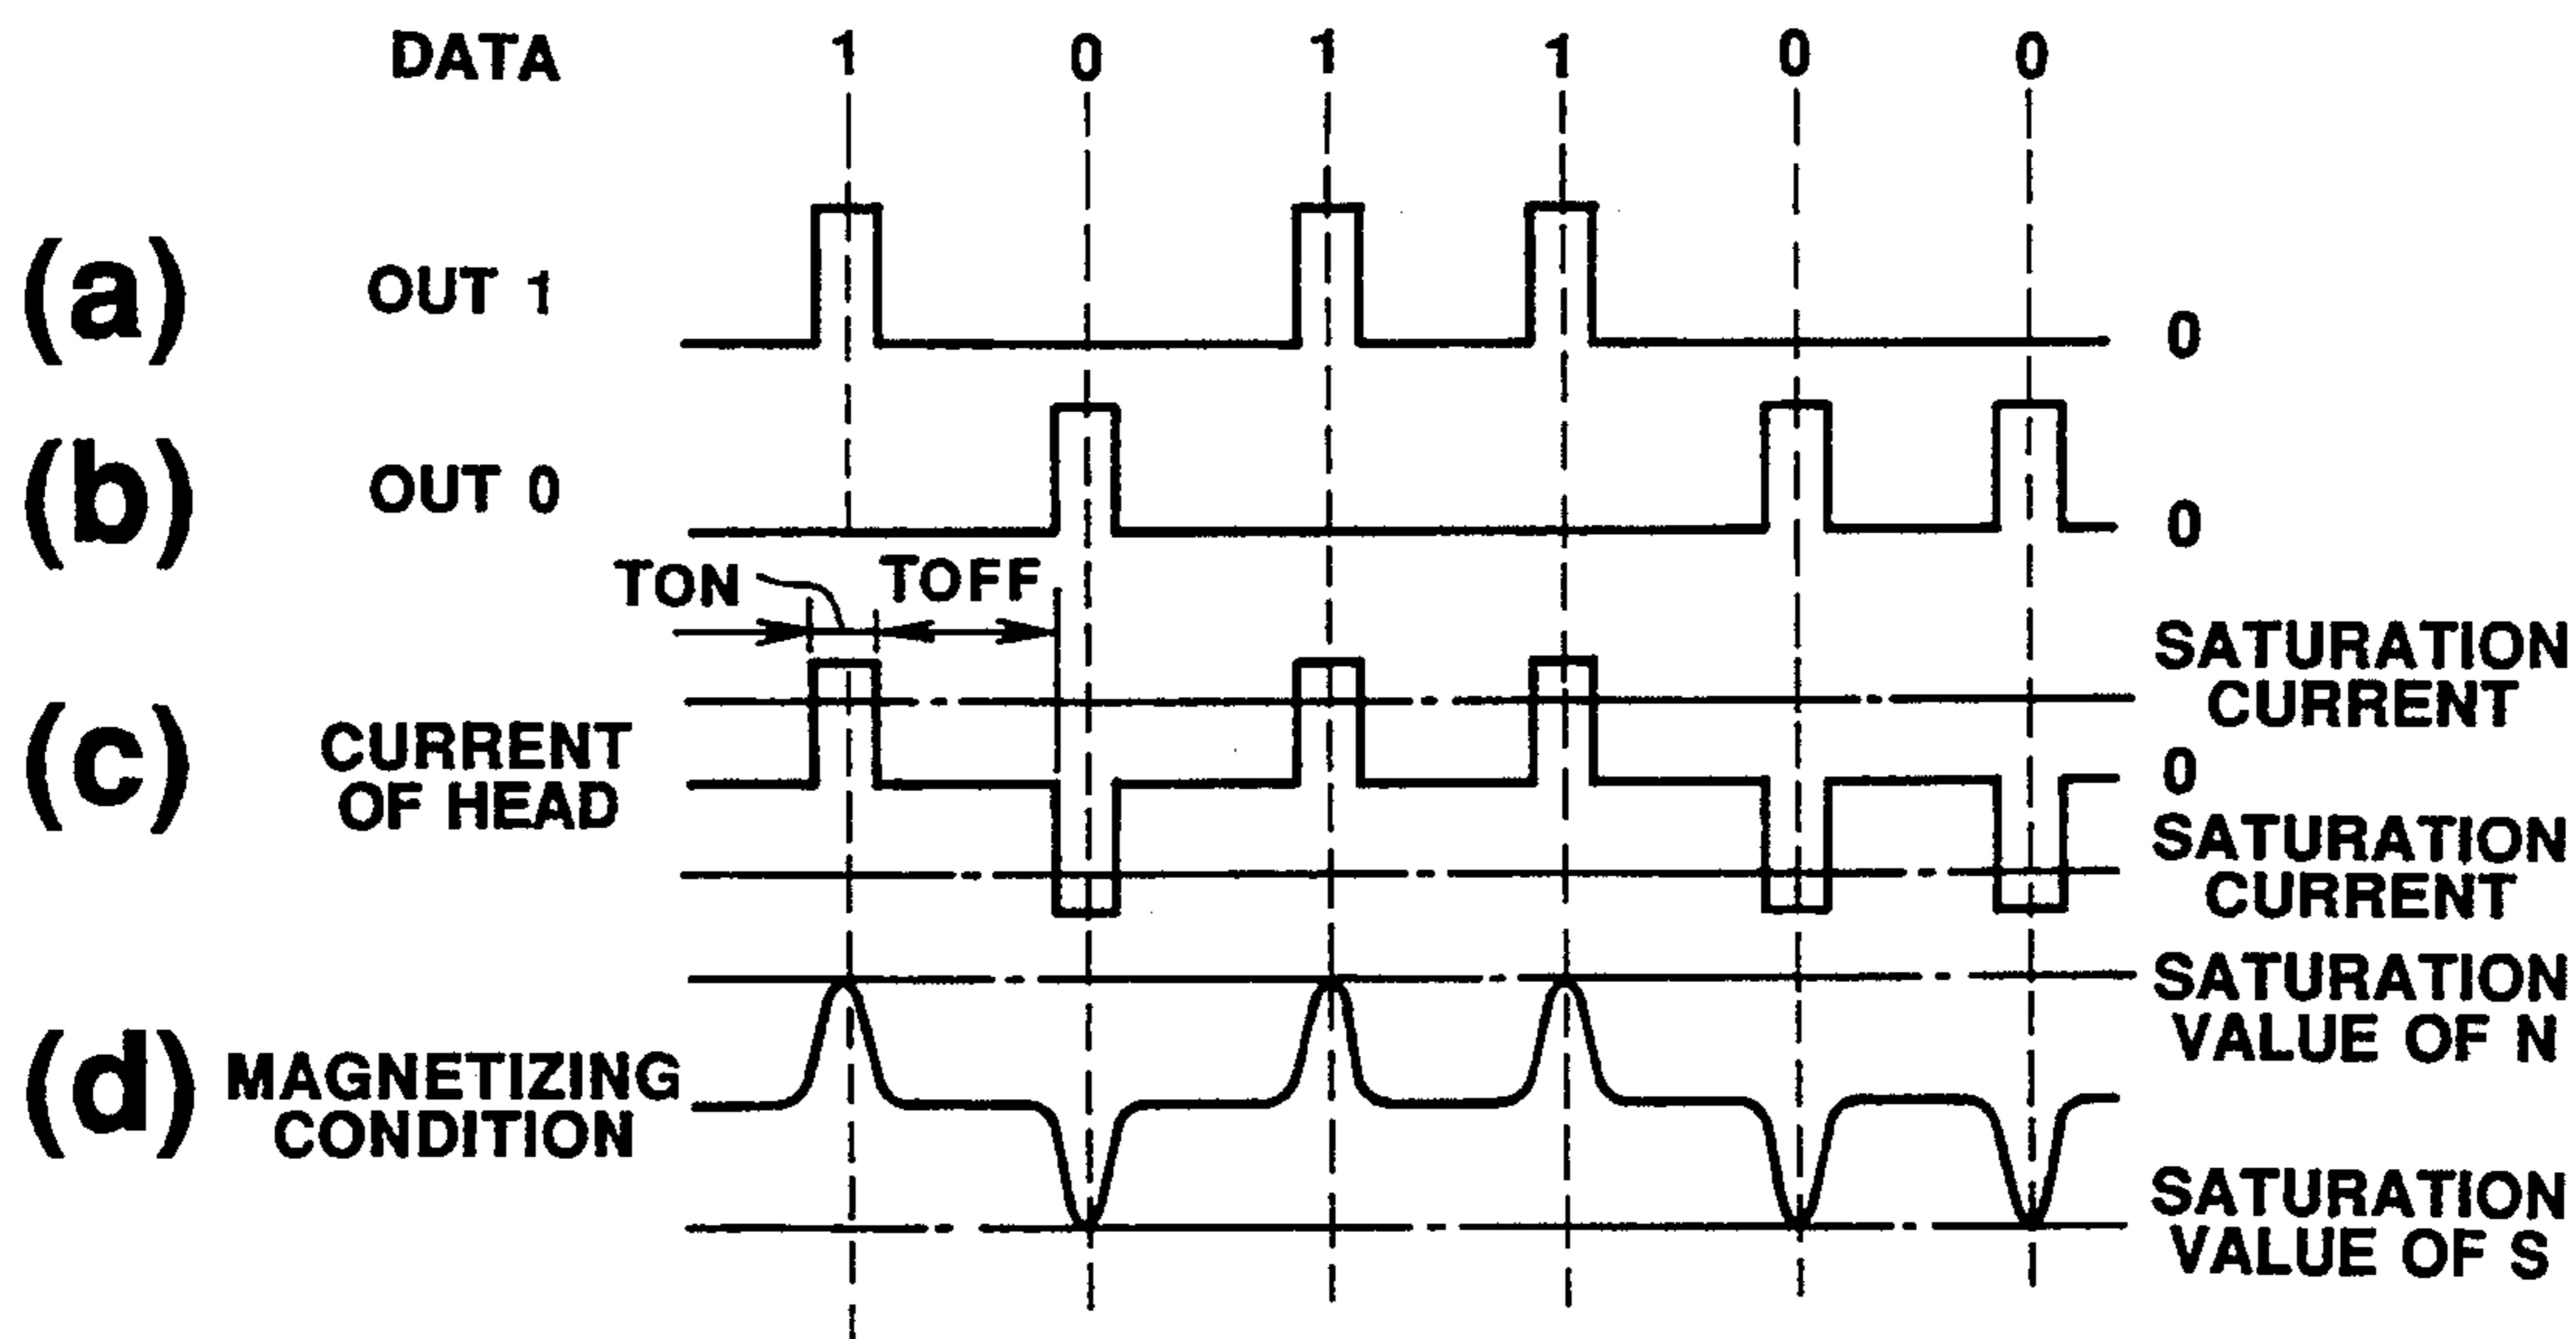 DATA 1 0 1 1 0 0
(a) OUT 1 0
(b) OUT 0 0
TON TOFF
(c) CURRENT
OF HEAD
SATURATION
CURRENT
0
SATURATION
CURRENT
(d) MAGNETIZING
CONDITION
SATURATION
VALUE OF N
SATURATION
VALUE OF S